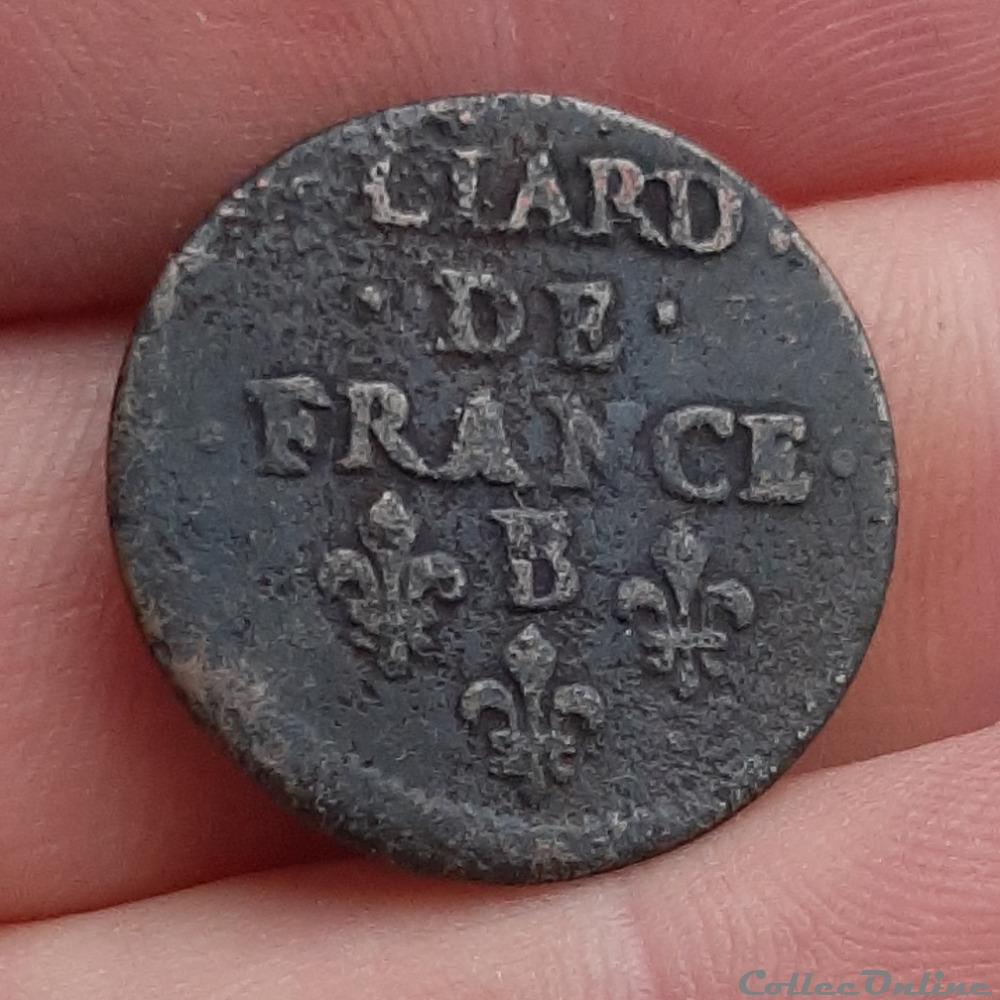 LIARD
· DE ·
· FRANCE ·
B
CollecOnline